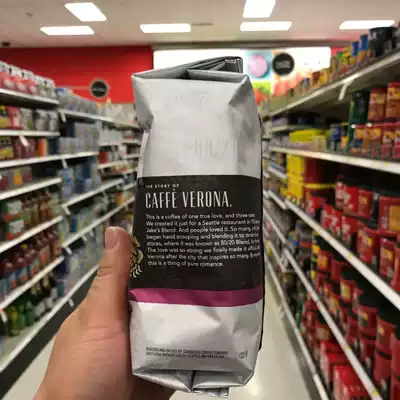 THE STORY OF
CAFFÈ VERONA.
This is a coffee of one true love, and three names.
We created it just for a Seattle restaurant in
Jake's Blend. And people loved it. So many,
began hand scooping and blending it to order
stores, where it was known as 80/20 Blend,
The love was so strong we finally made it
Verona after the city that inspires so many.
this is a thing of pure romance.